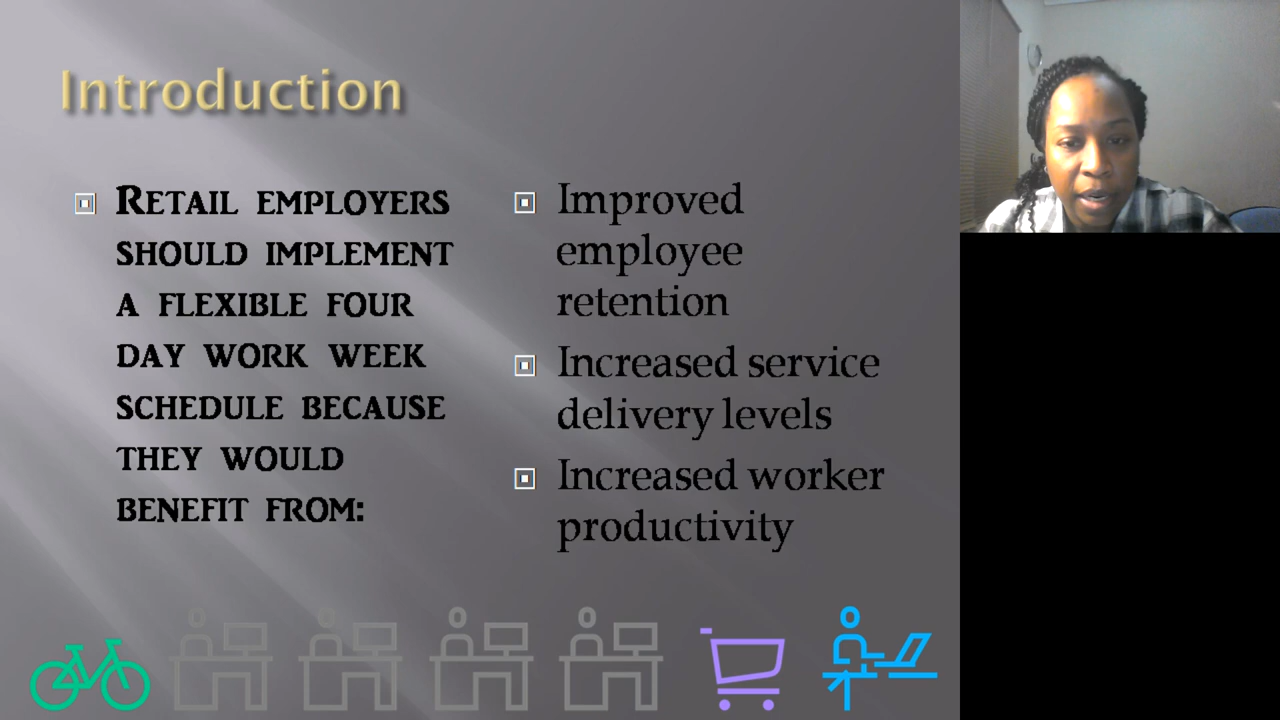 Introduction
Retail employers
should implement
a flexible four
day work week
schedule because
they would
benefit from:
Improved
employee
retention
Increased service
delivery levels
Increased worker
productivity